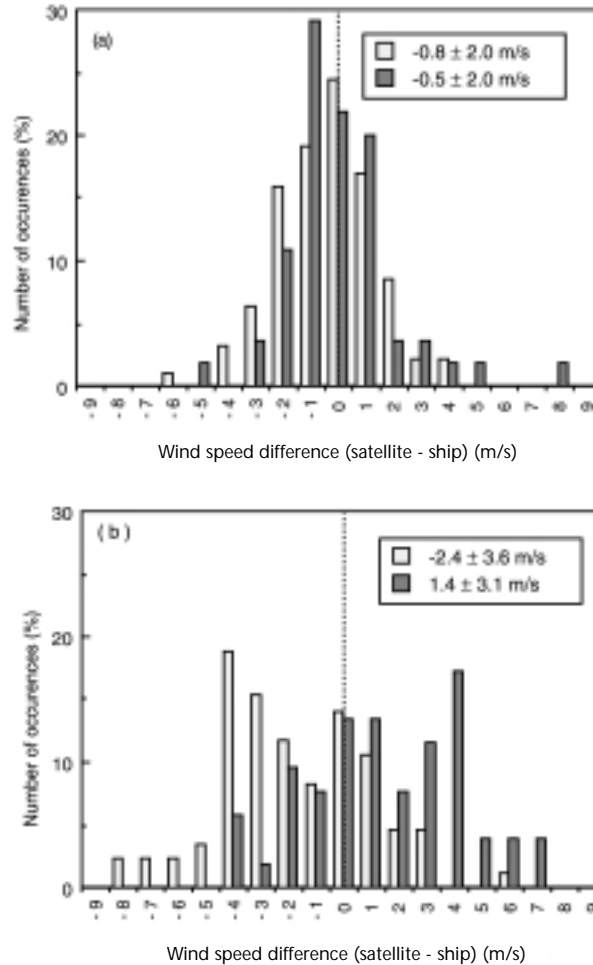 30
(a)
-0.8 ± 2.0 m/s
-0.5 ± 2.0 m/s
20
Number of occurences (%)
10
0
- 9 - 8 - 7 - 6 - 5 - 4 - 3 - 2 - 1 0 1 2 3 4 5 6 7 8 9
Wind speed difference (satellite - ship) (m/s)
30
( b )
-2.4 ± 3.6 m/s
1.4 ± 3.1 m/s
20
Number of occurences (%)
10
0
- 9 - 8 - 7 - 6 - 5 - 4 - 3 - 2 - 1 0 1 2 3 4 5 6 7 8 9
Wind speed difference (satellite - ship) (m/s)